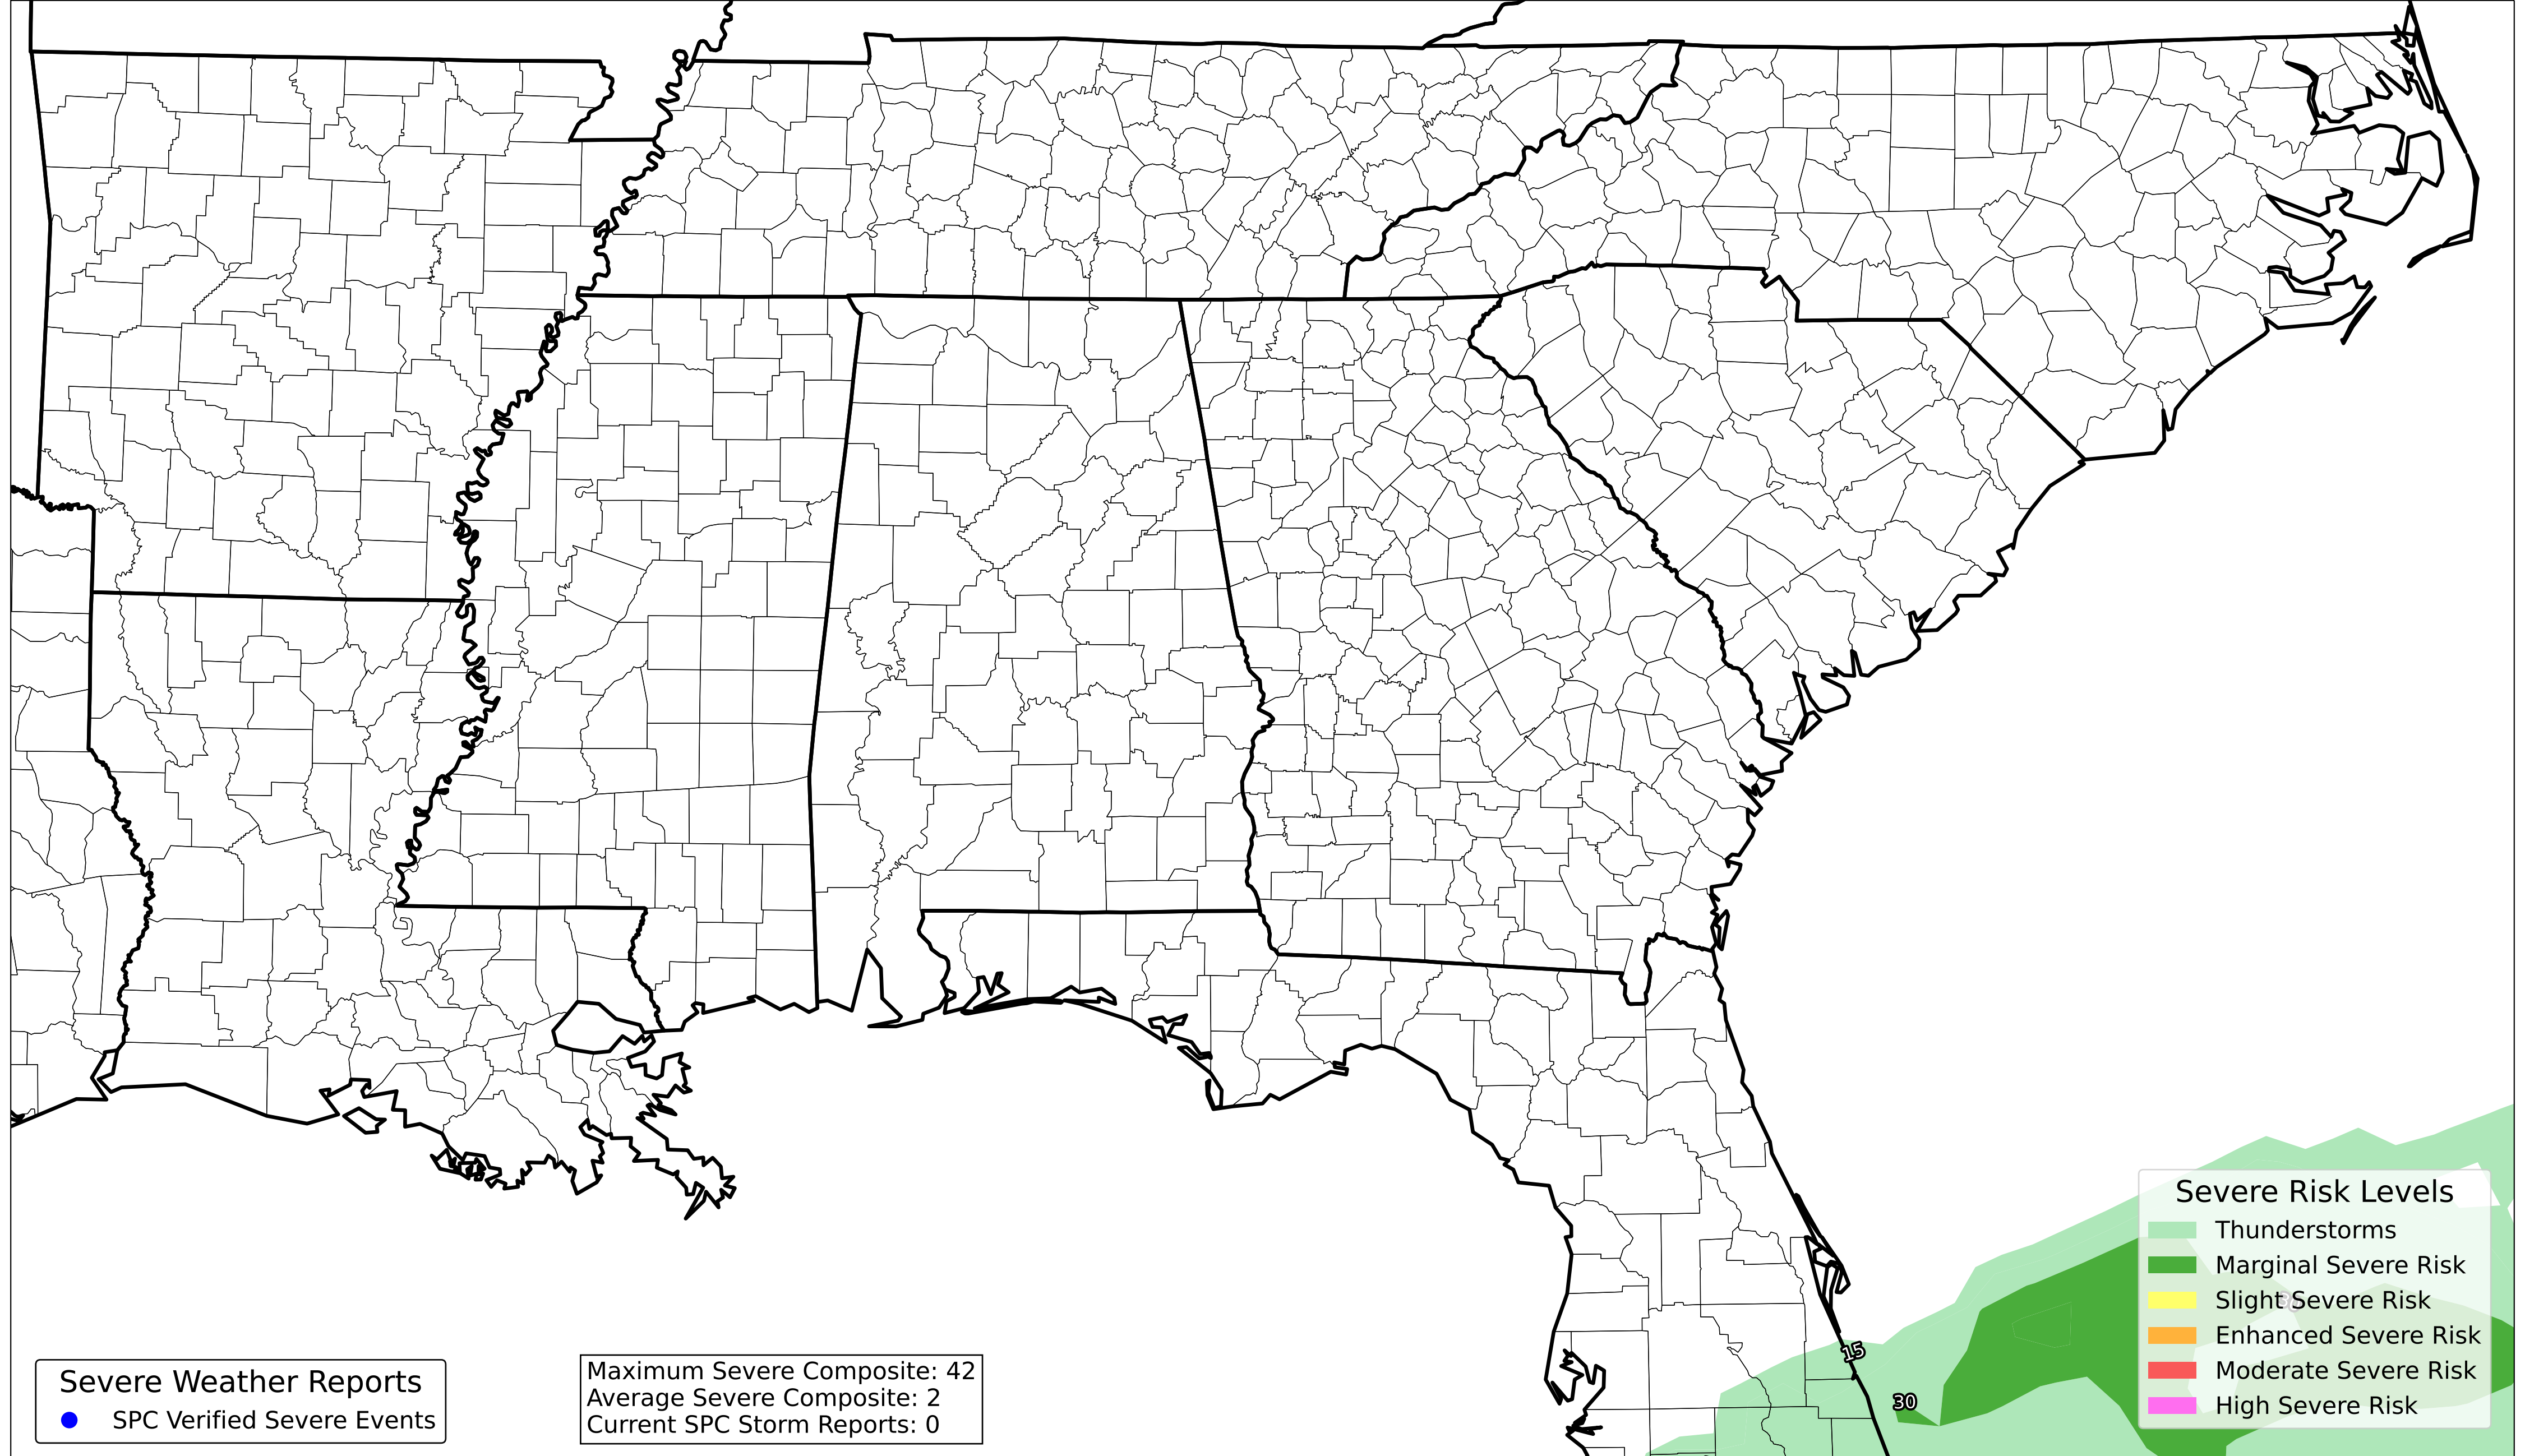 15
30
Severe Risk Levels
Thunderstorms
Marginal Severe Risk
Slight Severe Risk
Enhanced Severe Risk
Moderate Severe Risk
High Severe Risk
Severe Weather Reports
SPC Verified Severe Events
Maximum Severe Composite: 42
Average Severe Composite: 2
Current SPC Storm Reports: 0